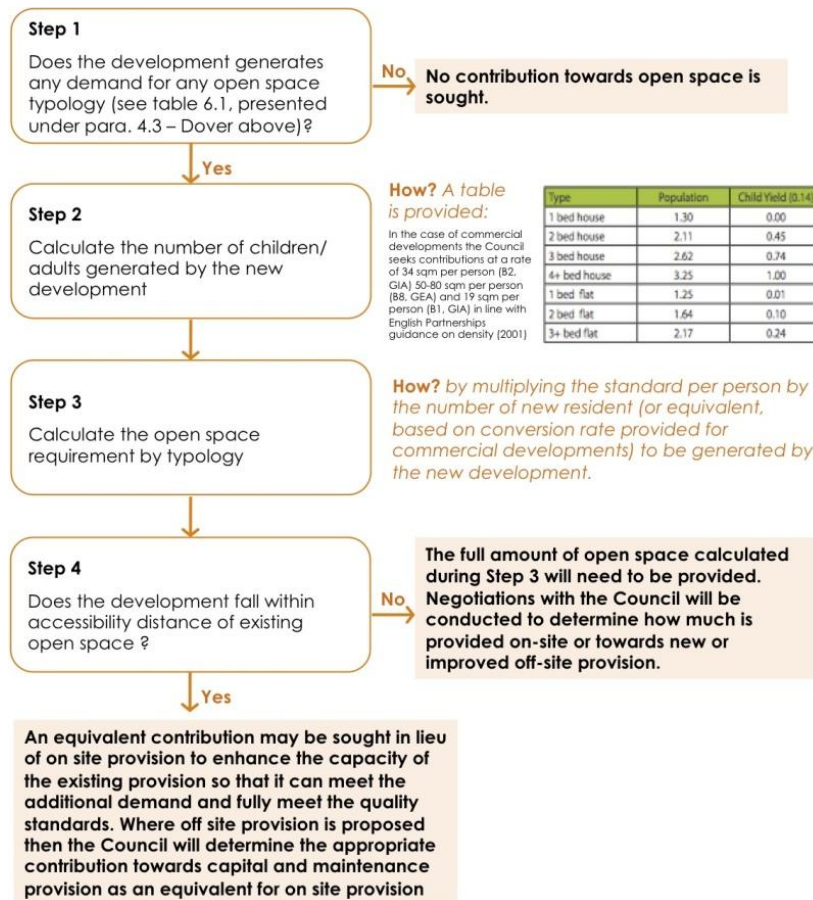 Step 1
Does the development generates
any demand for any open space
typology (see table 6.1, presented
under para. 4.3 – Dover above)?
No
No contribution towards open space is
sought.
Yes
Step 2
Calculate the number of children/
adults generated by the new
development
How? A table
is provided:
In the case of commercial
developments the Council
seeks contributions at a rate
of 34 sqm per person (B2,
GIA) 50-80 sqm per person
(B8, GEA) and 19 sqm per
person (B1, GIA) in line with
English Partnerships
guidance on density (2001)
Type Population Child Yield (0.14)
1 bed house 1.30 0.00
2 bed house 2.11 0.45
3 bed house 2.62 0.74
4+ bed house 3.25 1.00
1 bed flat 1.25 0.01
2 bed flat 1.64 0.10
3+ bed flat 2.17 0.24
Step 3
Calculate the open space
requirement by typology
How? by multiplying the standard per person by
the number of new resident (or equivalent,
based on conversion rate provided for
commercial developments) to be generated by
the new development.
Step 4
Does the development fall within
accessibility distance of existing
open space ?
No
The full amount of open space calculated
during Step 3 will need to be provided.
Negotiations with the Council will be
conducted to determine how much is
provided on-site or towards new or
improved off-site provision.
Yes
An equivalent contribution may be sought in lieu
of on site provision to enhance the capacity of
the existing provision so that it can meet the
additional demand and fully meet the quality
standards. Where off site provision is proposed
then the Council will determine the appropriate
contribution towards capital and maintenance
provision as an equivalent for on site provision